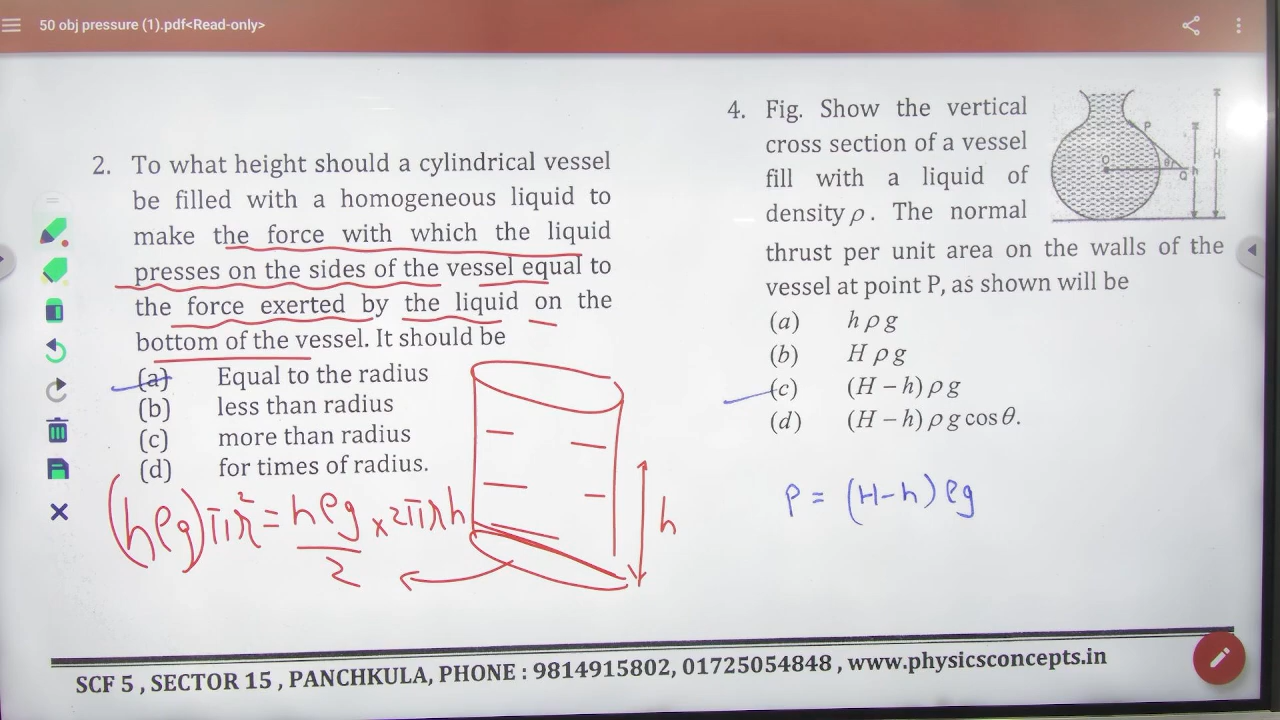 50 obj pressure (1).pdf<Read-only>
2. To what height should a cylindrical vessel
be filled with a homogeneous liquid to
make the force with which the liquid
presses on the sides of the vessel equal to
the force exerted by the liquid on the
bottom of the vessel. It should be
(a) Equal to the radius
(b) less than radius
(c) more than radius
(d) for times of radius.
(hρg)πr² = hρg/2 × 2πrh
h
4. Fig. Show the vertical
cross section of a vessel
fill with a liquid of
density ρ. The normal
thrust per unit area on the walls of the
vessel at point P, as shown will be
(a) hρg
(b) Hρg
(c) (H – h)ρg
(d) (H – h)ρg cos θ.
P
O
θ
Q
h
H
P = (H-h)ρg
SCF 5 , SECTOR 15 , PANCHKULA, PHONE : 9814915802, 01725054848 , www.physicsconcepts.in